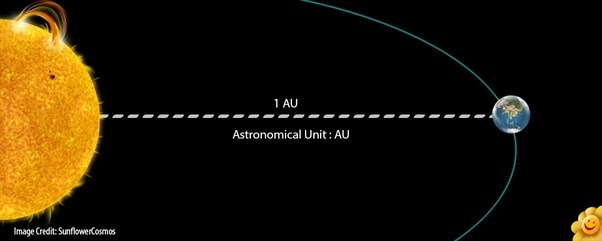 1 AU
Astronomical Unit : AU
Image Credit: SunflowerCosmos